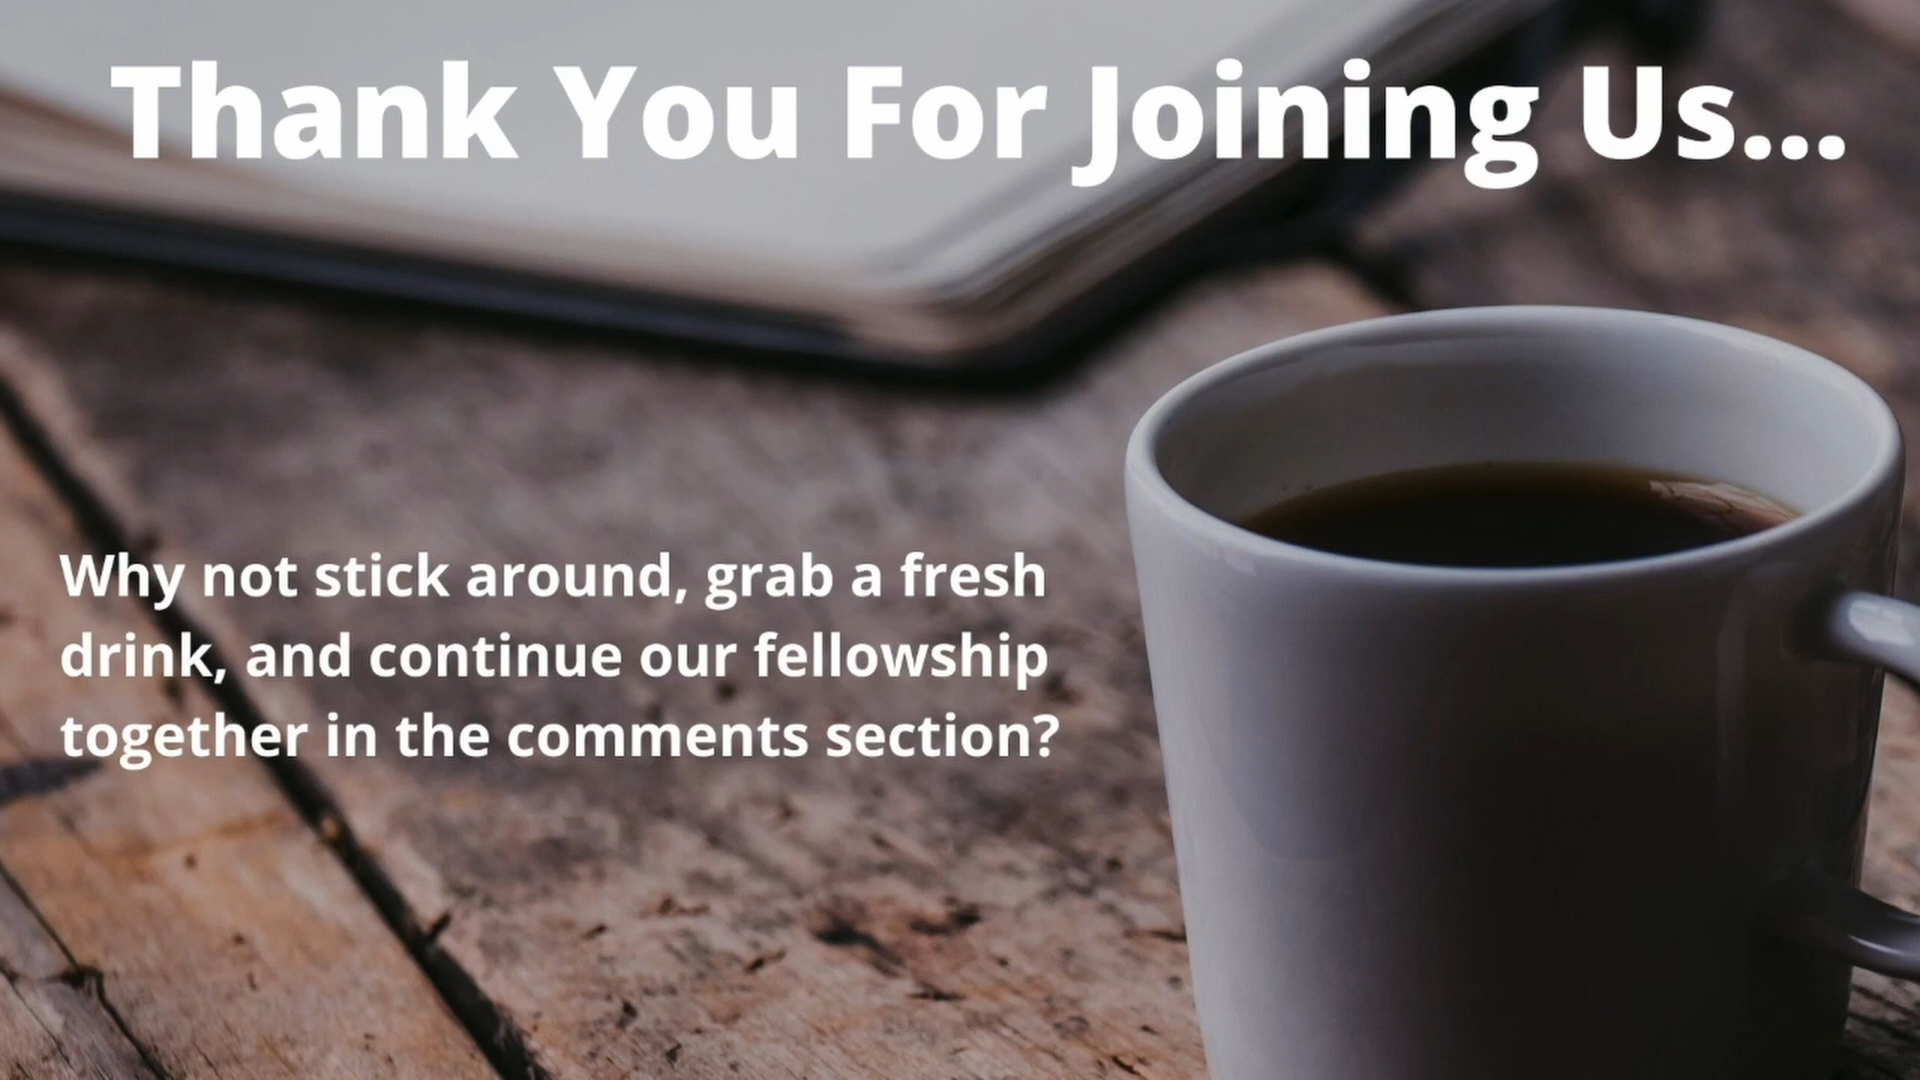 Thank You For Joining Us...
Why not stick around, grab a fresh
drink, and continue our fellowship
together in the comments section?